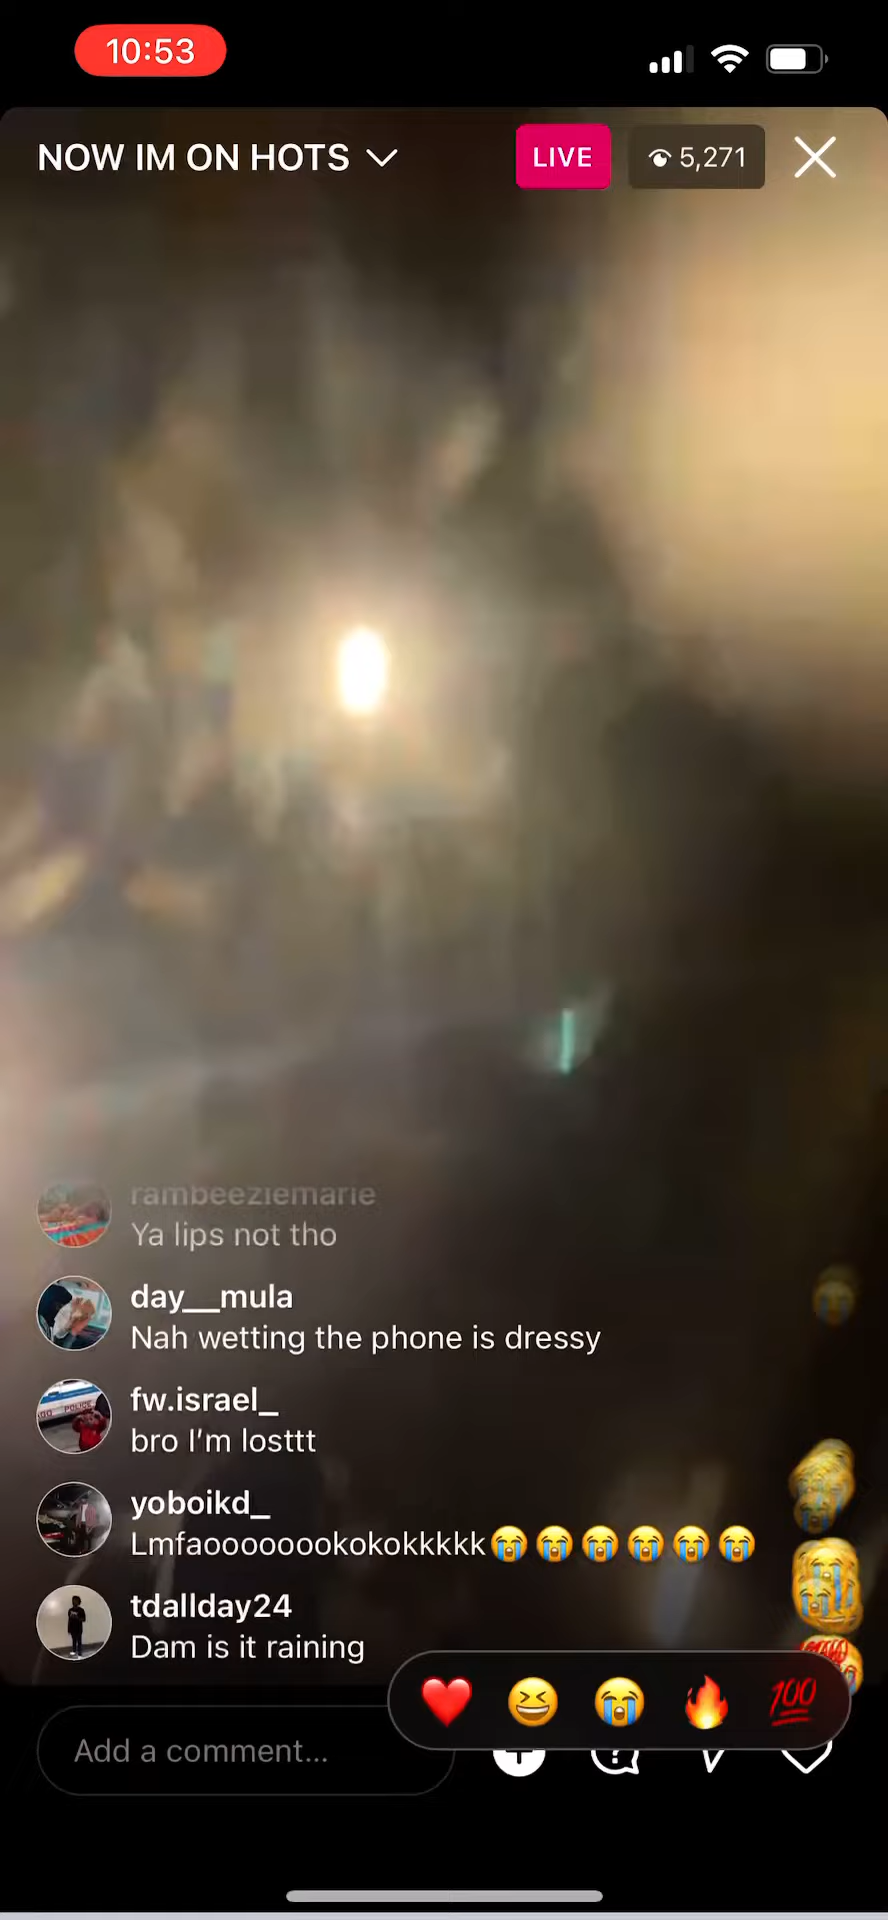 10:53
NOW IM ON HOTS
LIVE
5,271
rambeeziemarie
Ya lips not tho
day__mula
Nah wetting the phone is dressy
fw.israel_
bro I'm losttt
yoboikd_
Lmfaoooooookokokkkkk😭😭😭😭😭😭
tdallday24
Dam is it raining
Add a comment...